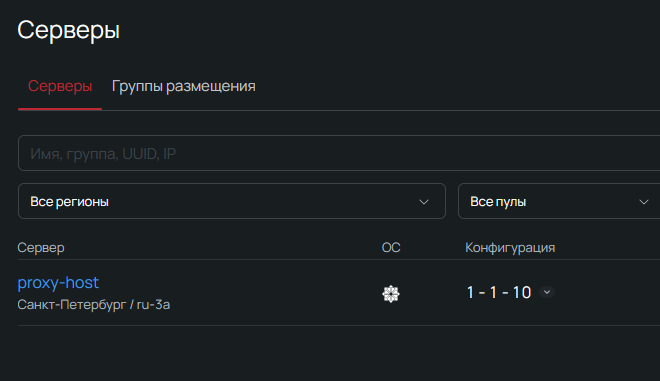 Серверы
Серверы Группы размещения
Имя, группа, UUID, IP
Все регионы Все пулы
Сервер ОС Конфигурация
proxy-host 1 - 1 - 10
Санкт-Петербург / ru-3a